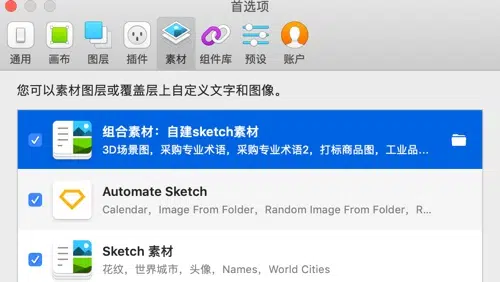 首选项
通用 画布 图层 插件 素材 组件库 预设 账户
您可以素材图层或覆盖层上自定义文字和图像。
组合素材：自建sketch素材
3D场景图，采购专业术语，采购专业术语2，打标商品图，工业品...
Automate Sketch
Calendar，Image From Folder，Random Image From Folder，R...
Sketch 素材
花纹，世界城市，头像，Names，World Cities